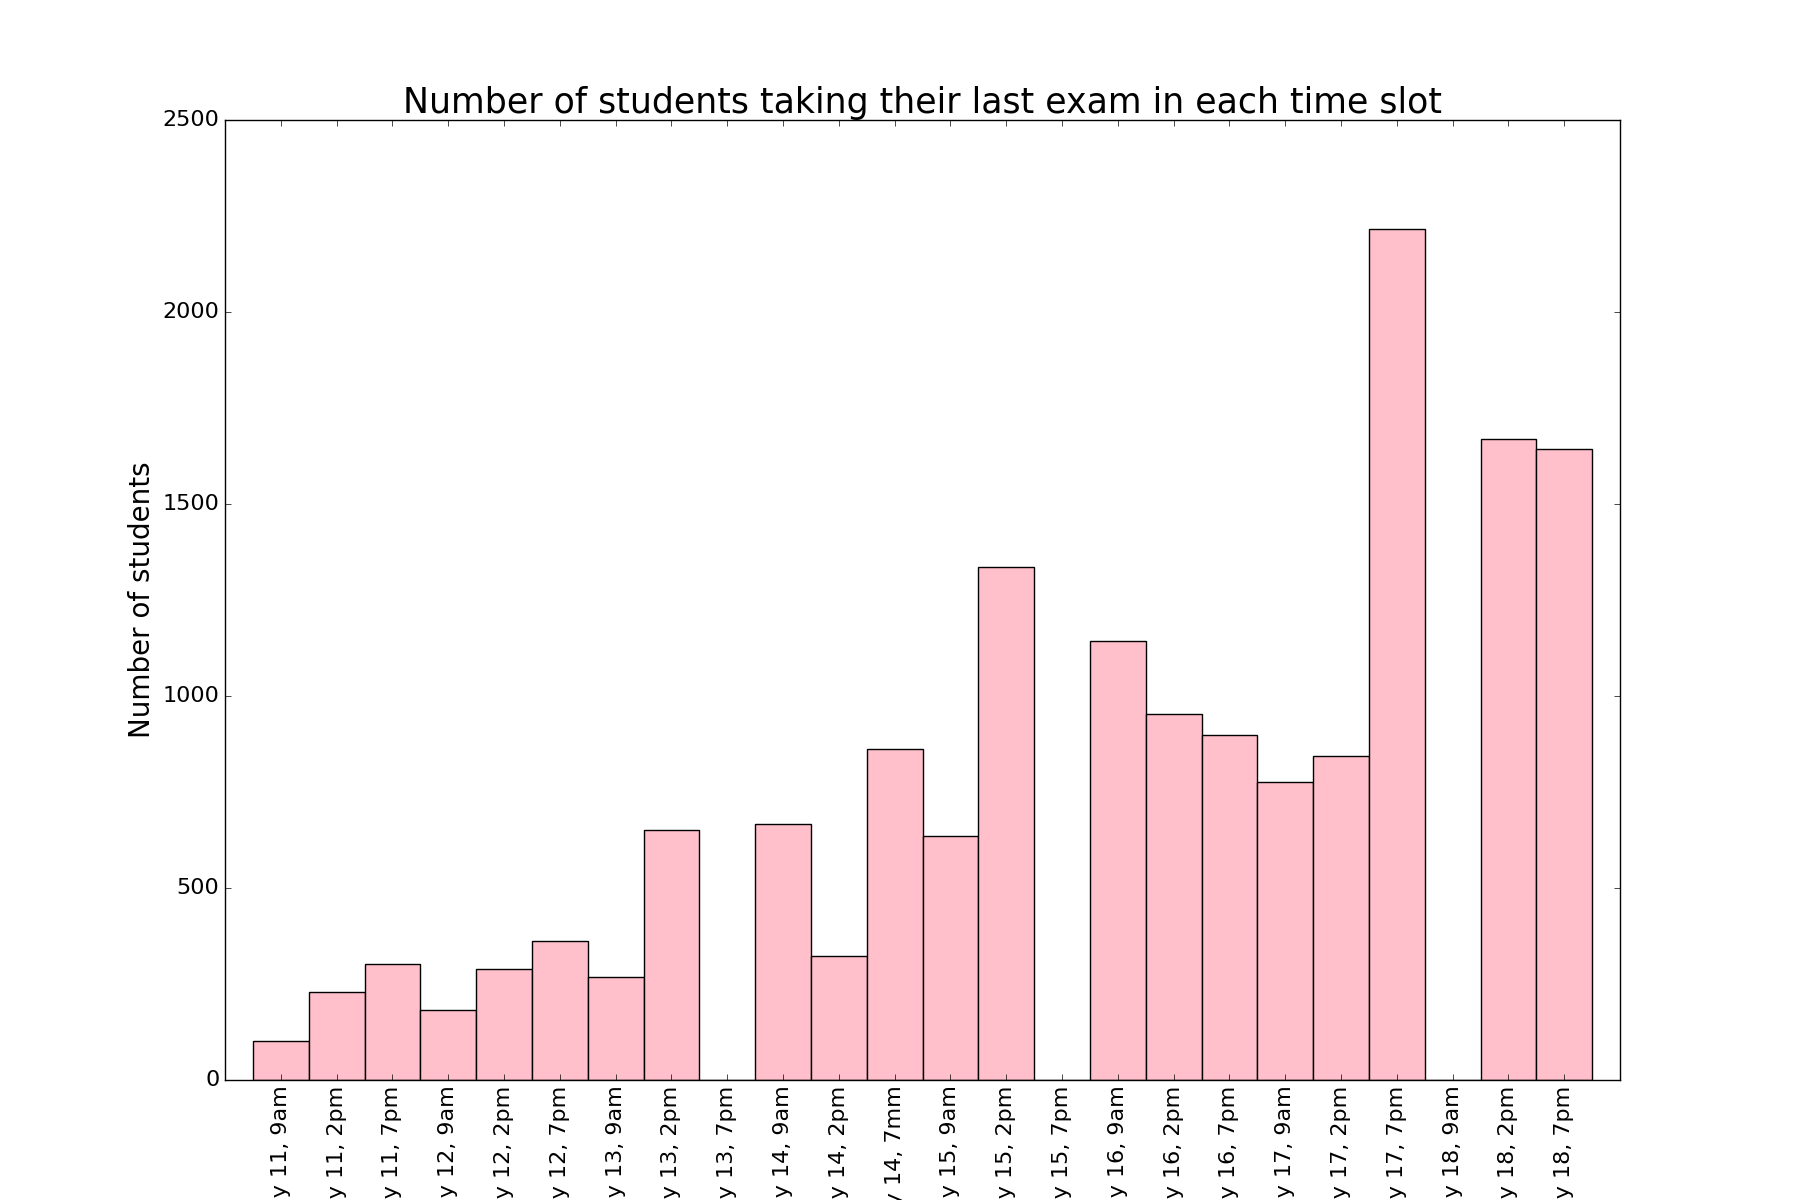 Number of students taking their last exam in each time slot
Number of students
2500
2000
1500
1000
500
0
y 11, 9am
y 11, 2pm
y 11, 7pm
y 12, 9am
y 12, 2pm
y 12, 7pm
y 13, 9am
y 13, 2pm
y 13, 7pm
y 14, 9am
y 14, 2pm
y 14, 7mm
y 15, 9am
y 15, 2pm
y 15, 7pm
y 16, 9am
y 16, 2pm
y 16, 7pm
y 17, 9am
y 17, 2pm
y 17, 7pm
y 18, 9am
y 18, 2pm
y 18, 7pm